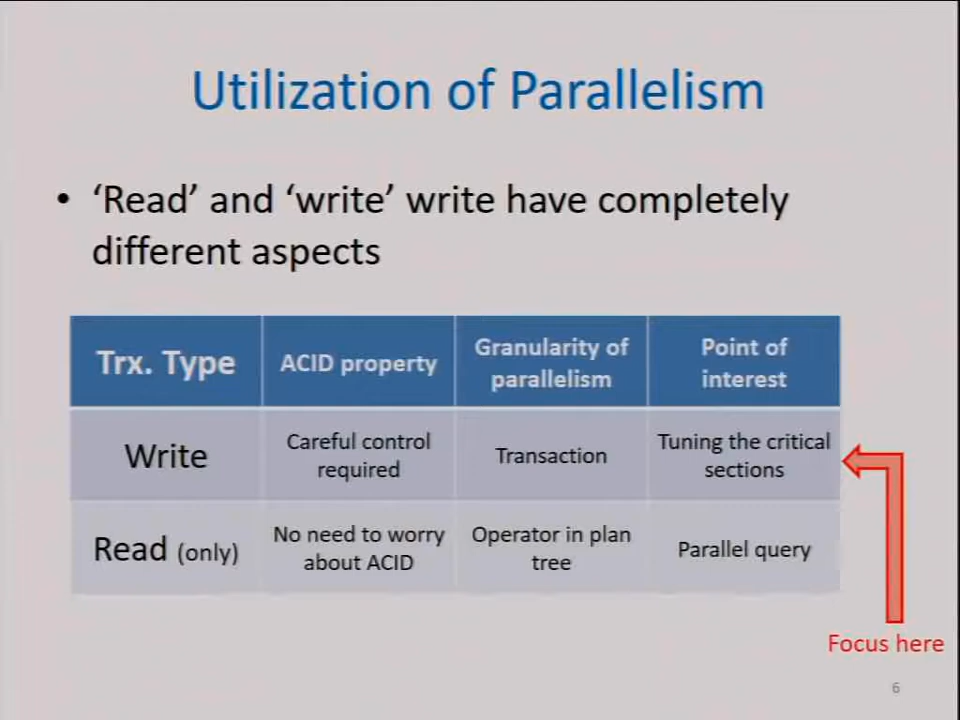 Utilization of Parallelism
• ‘Read’ and ‘write’ write have completely
different aspects
Trx. Type
ACID property
Granularity of
parallelism
Point of
interest
Write
Careful control
required
Transaction
Tuning the critical
sections
Read (only)
No need to worry
about ACID
Operator in plan
tree
Parallel query
Focus here
6